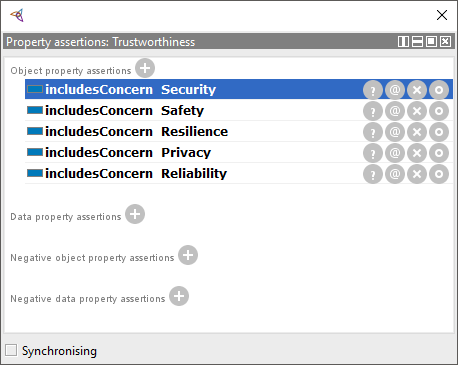 Property assertions: Trustworthiness
Object property assertions
includesConcern Security
includesConcern Safety
includesConcern Resilience
includesConcern Privacy
includesConcern Reliability
Data property assertions
Negative object property assertions
Negative data property assertions
Synchronising